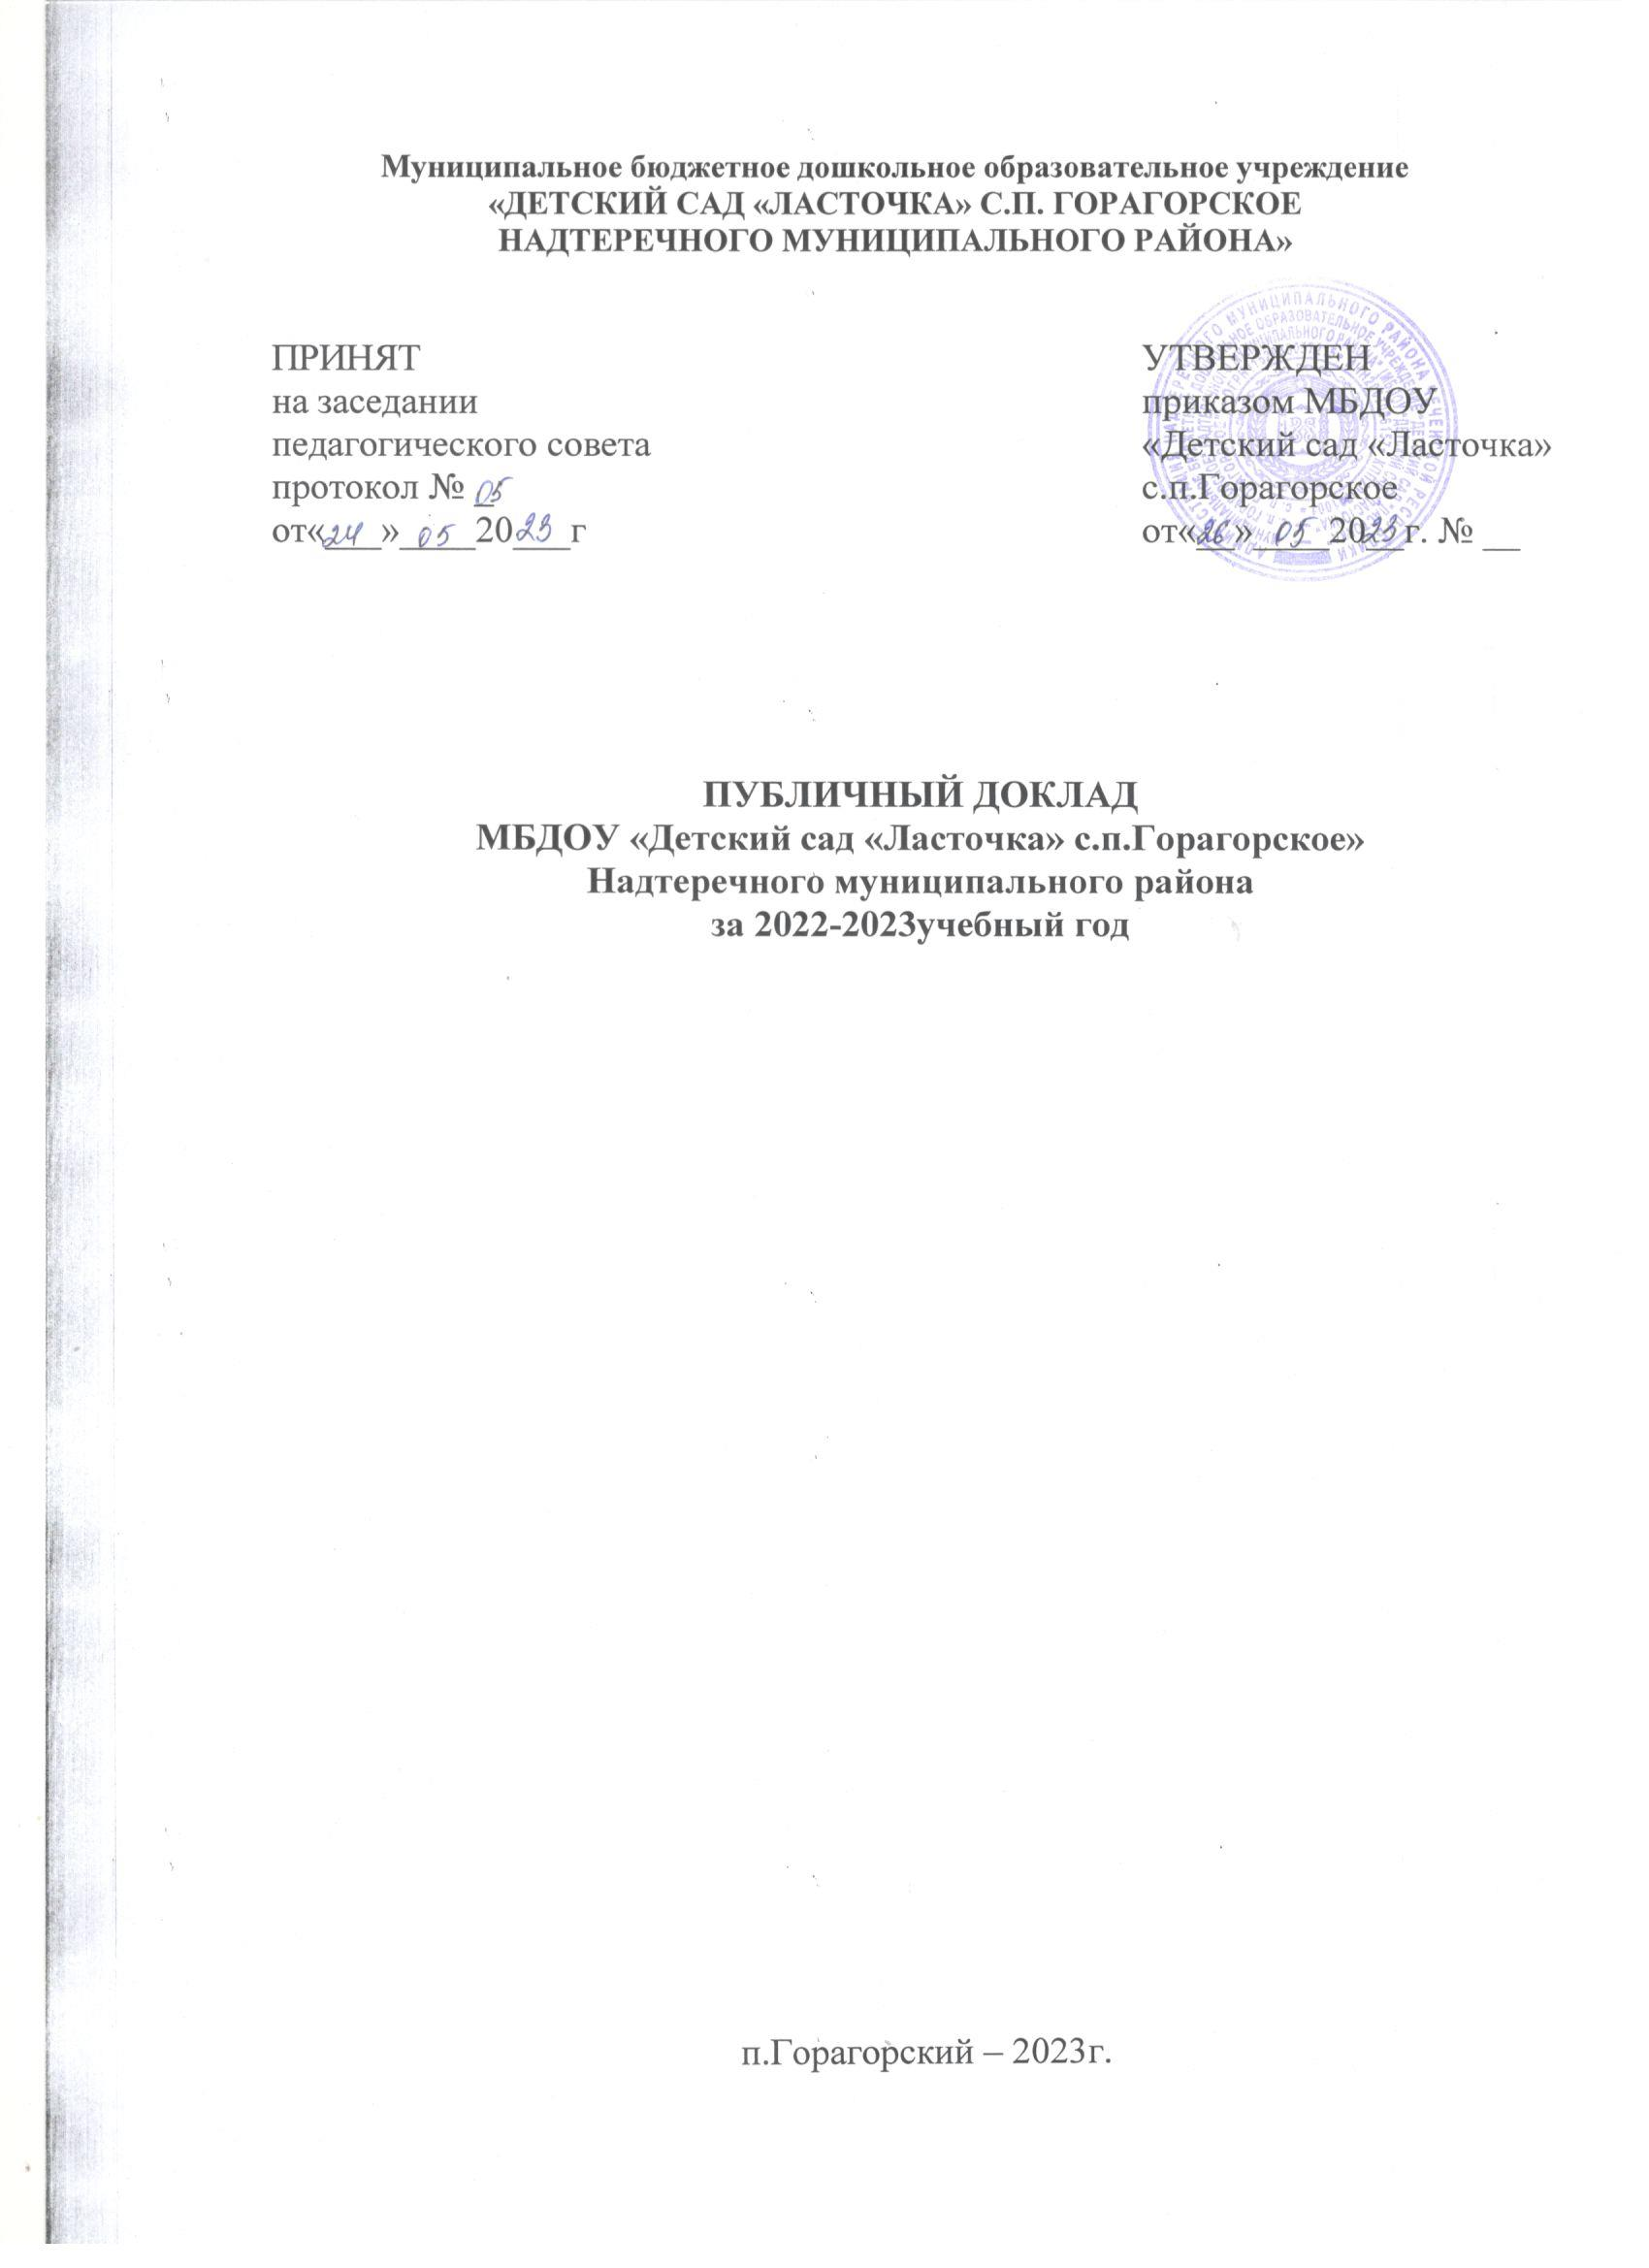 Муниципальное бюджетное дошкольное образовательное учреждение
«ДЕТСКИЙ САД «ЛАСТОЧКА» С.П. ГОРАГОРСКОЕ
НАДТЕРЕЧНОГО МУНИЦИПАЛЬНОГО РАЙОНА»
ПРИНЯТ
на заседании
педагогического совета
протокол № 05
от«24»05 2023г
УТВЕРЖДЕН
приказом МБДОУ
«Детский сад «Ласточка»
с.п.Горагорское
от«26»05 2023г. № __
ПУБЛИЧНЫЙ ДОКЛАД
МБДОУ «Детский сад «Ласточка» с.п.Горагорское»
Надтеречного муниципального района
за 2022-2023учебный год
п.Горагорский – 2023г.